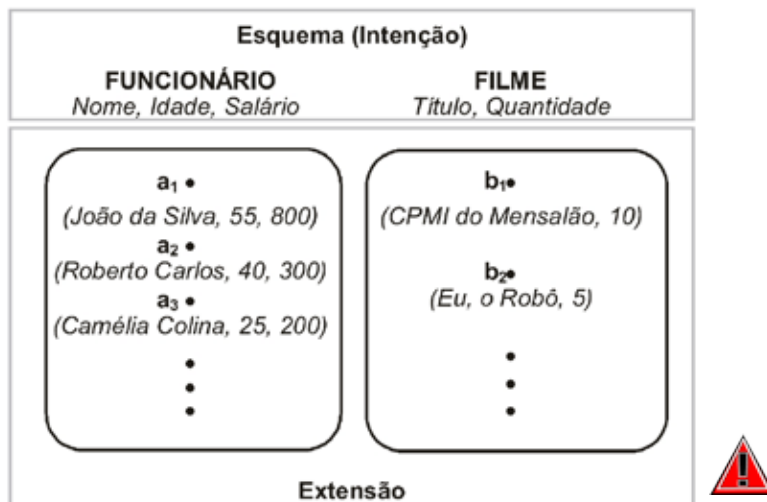 Esquema (Intenção)
FUNCIONÁRIO
Nome, Idade, Salário
FILME
Título, Quantidade
a₁ •
(João da Silva, 55, 800)
a₂ •
(Roberto Carlos, 40, 300)
a₃ •
(Camélia Colina, 25, 200)
b₁•
(CPMI do Mensalão, 10)
b₂•
(Eu, o Robô, 5)
Extensão
!